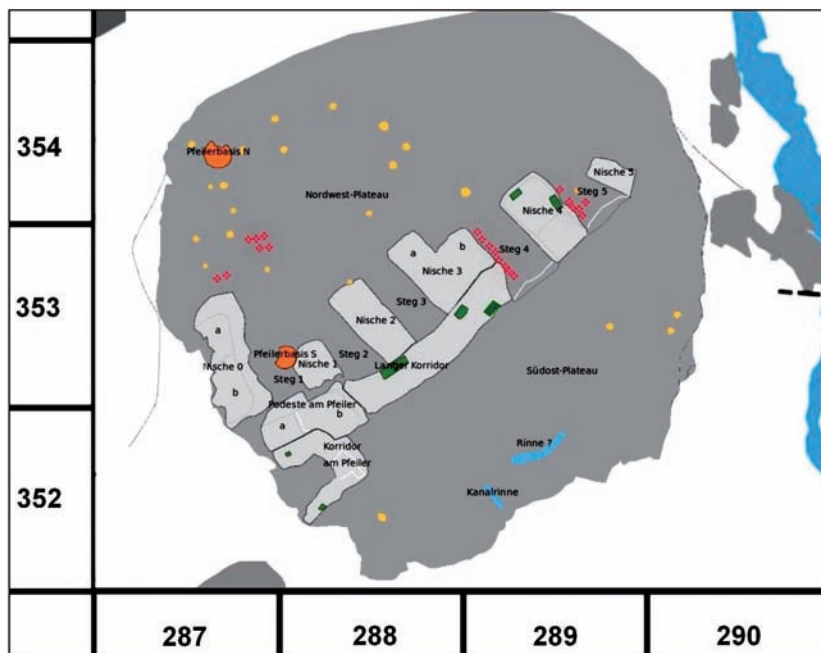 354
353
352
Pfeilerbasis N
Nordwest-Plateau
Nische 5
Steg 5
Nische 4
Steg 4
a
b
Nische 3
Steg 3
Nische 2
a
Nische 0
b
Pfeilerbasis S
Nische 1
Steg 2
Steg 1
Langer Korridor
Südost-Plateau
Podeste am Pfeiler
a
b
Korridor
am Pfeiler
Rinne ?
Kanalrinne
287
288
289
290